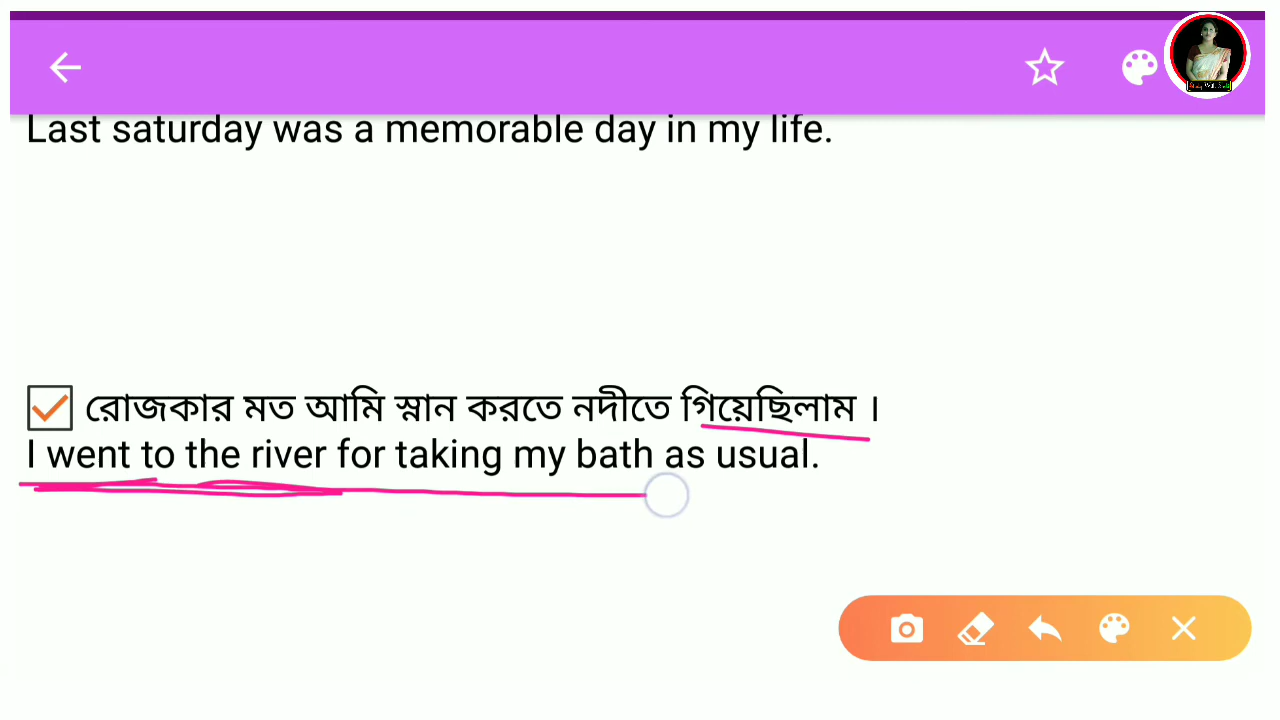 Last saturday was a memorable day in my life.
রোজকার মত আমি স্নান করতে নদীতে গিয়েছিলাম ।
I went to the river for taking my bath as usual.